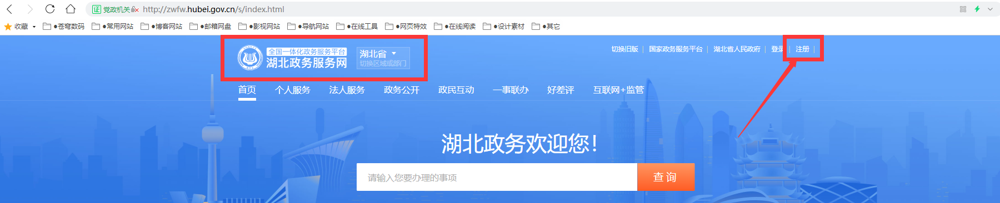 证 党政机关 http://zwfw.hubei.gov.cn/s/index.html
收藏 ●苍穹数码 ●常用网站 ●博客网站 ●邮箱网盘 ●影视网站 ●导航网站 ●在线工具 ●网页特效 ●在线阅读 ●设计素材 ●其它
切换旧版 国家政务服务平台 湖北省人民政府 登录 注册
全国一体化政务服务平台
湖北政务服务网
湖北省
切换区域或部门
首页 个人服务 法人服务 政务公开 政民互动 一事联办 好差评 互联网+监管
湖北政务欢迎您！
请输入您要办理的事项 查 询